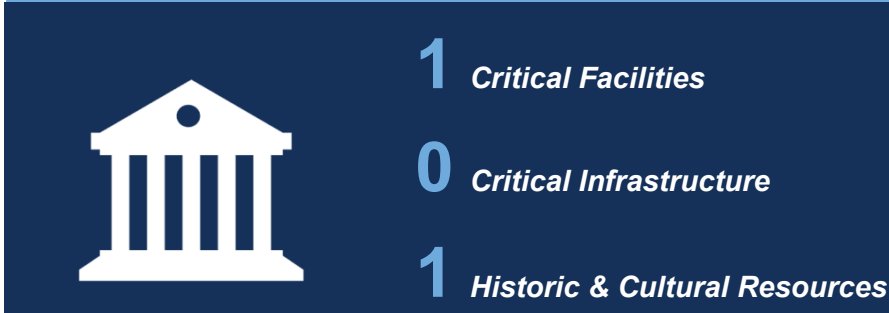 1 Critical Facilities
0 Critical Infrastructure
1 Historic & Cultural Resources